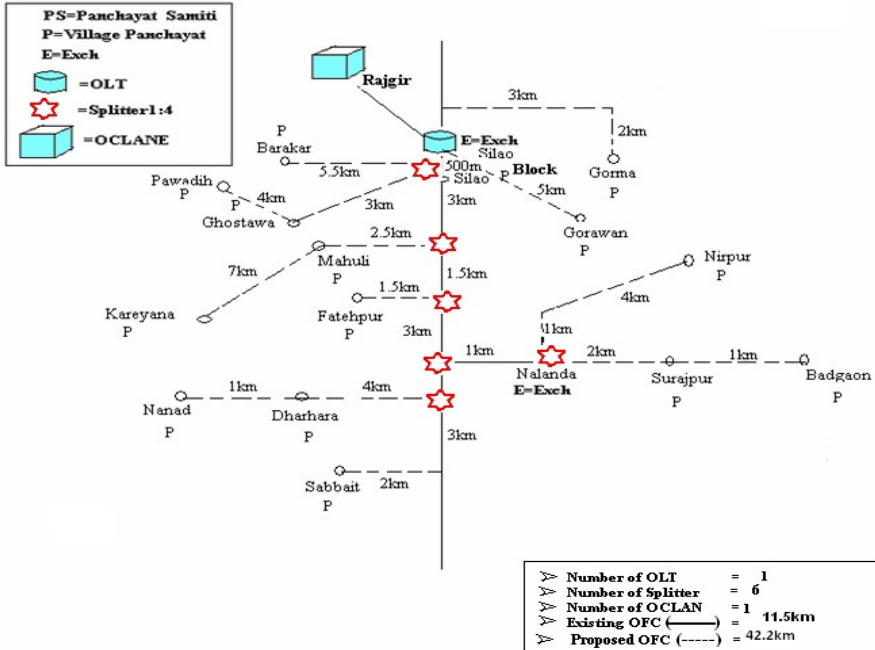 PS=Panchayat Samiti
P=Village Panchayat
E=Exch
=OLT
=Splitter1:4
=OCLANE
Rajgir
3km
2km
P
Barakar
E=Exch
Silao
500m
Block
P
Silao
Gorma
P
5.5km
5km
Pawadih
P
4km
P
Ghostawa
3km
3km
Gorawan
P
2.5km
Mahuli
P
7km
1.5km
Nirpur
P
Kareyana
P
1.5km
Fatehpur
P
4km
3km
1km
1km
Nalanda
E=Exch
2km
Surajpur
P
1km
Badgaon
P
1km
4km
Nanad
P
Dharhara
P
3km
Sabbait
P
2km
Number of OLT = 1
Number of Splitter = 6
Number of OCLAN = 1
Existing OFC (———) = 11.5km
Proposed OFC (-----) = 42.2km